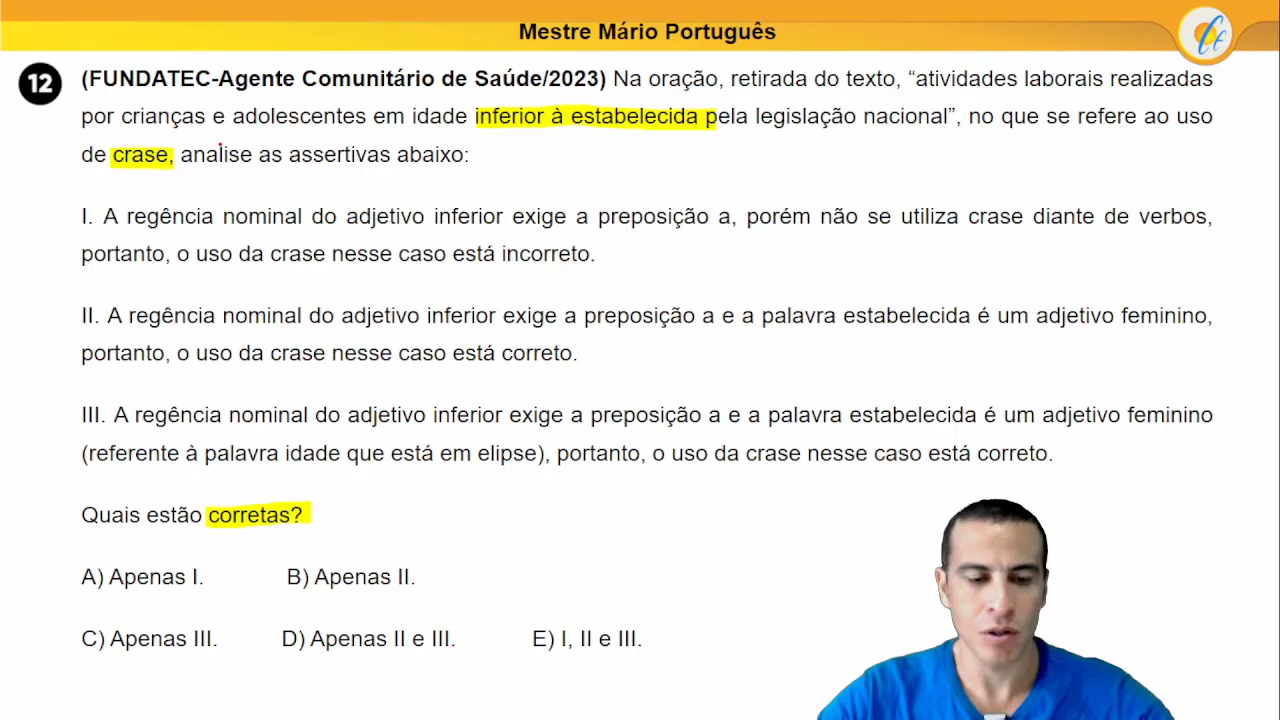 Mestre Mário Português
12
(FUNDATEC-Agente Comunitário de Saúde/2023) Na oração, retirada do texto, “atividades laborais realizadas
por crianças e adolescentes em idade inferior à estabelecida pela legislação nacional”, no que se refere ao uso
de crase, analise as assertivas abaixo:
I. A regência nominal do adjetivo inferior exige a preposição a, porém não se utiliza crase diante de verbos,
portanto, o uso da crase nesse caso está incorreto.
II. A regência nominal do adjetivo inferior exige a preposição a e a palavra estabelecida é um adjetivo feminino,
portanto, o uso da crase nesse caso está correto.
III. A regência nominal do adjetivo inferior exige a preposição a e a palavra estabelecida é um adjetivo feminino
(referente à palavra idade que está em elipse), portanto, o uso da crase nesse caso está correto.
Quais estão corretas?
A) Apenas I. B) Apenas II.
C) Apenas III. D) Apenas II e III. E) I, II e III.